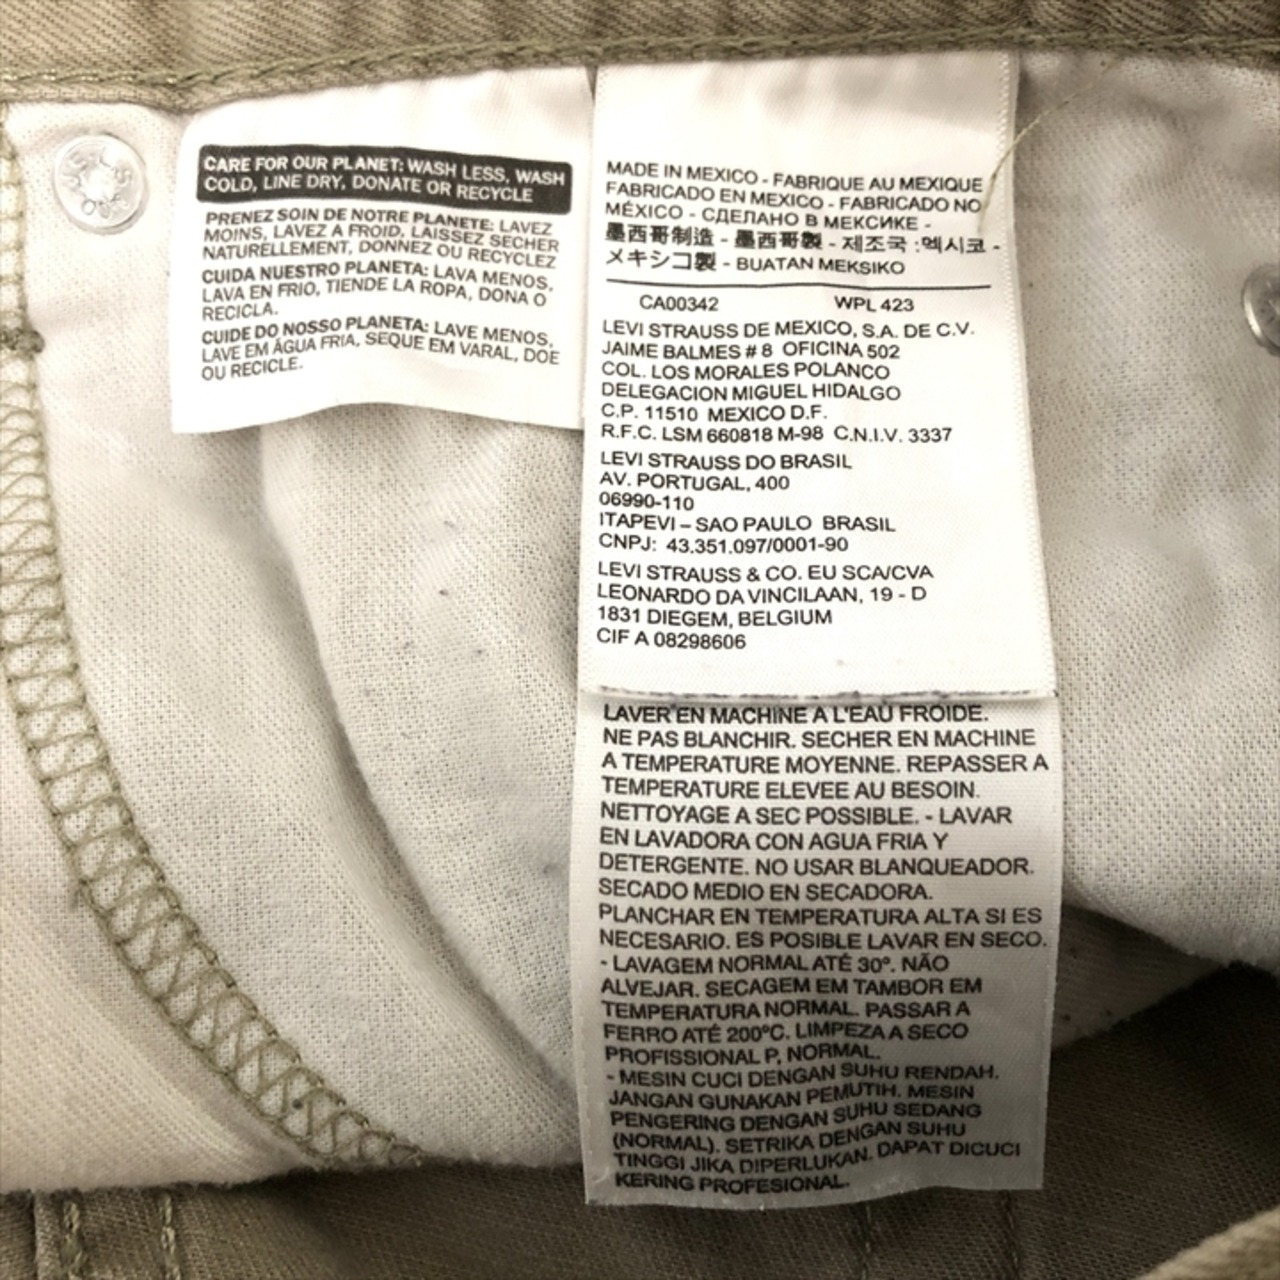 CARE FOR OUR PLANET: WASH LESS, WASH
COLD, LINE DRY, DONATE OR RECYCLE
PRENEZ SOIN DE NOTRE PLANETE: LAVEZ
MOINS, LAVEZ A FROID, LAISSEZ SECHER
NATURELLEMENT, DONNEZ OU RECYCLEZ
CUIDA NUESTRO PLANETA: LAVA MENOS,
LAVA EN FRIO, TIENDE LA ROPA, DONA O
RECICLA.
CUIDE DO NOSSO PLANETA: LAVE MENOS,
LAVE EM ÁGUA FRIA, SEQUE EM VARAL, DOE
OU RECICLE.
MADE IN MEXICO - FABRIQUE AU MEXIQUE
FABRICADO EN MEXICO - FABRICADO NO
MÉXICO - СДЕЛАНО В МЕКСИКЕ -
墨西哥制造 - 墨西哥製 - 제조국 :멕시코 -
メキシコ製 - BUATAN MEKSIKO
CA00342 WPL 423
LEVI STRAUSS DE MEXICO, S.A. DE C.V.
JAIME BALMES # 8 OFICINA 502
COL. LOS MORALES POLANCO
DELEGACION MIGUEL HIDALGO
C.P. 11510 MEXICO D.F.
R.F.C. LSM 660818 M-98 C.N.I.V. 3337
LEVI STRAUSS DO BRASIL
AV. PORTUGAL, 400
06990-110
ITAPEVI – SAO PAULO BRASIL
CNPJ: 43.351.097/0001-90
LEVI STRAUSS & CO. EU SCA/CVA
LEONARDO DA VINCILAAN, 19 - D
1831 DIEGEM, BELGIUM
CIF A 08298606
LAVER EN MACHINE A L'EAU FROIDE.
NE PAS BLANCHIR. SECHER EN MACHINE
A TEMPERATURE MOYENNE. REPASSER A
TEMPERATURE ELEVEE AU BESOIN.
NETTOYAGE A SEC POSSIBLE. - LAVAR
EN LAVADORA CON AGUA FRIA Y
DETERGENTE. NO USAR BLANQUEADOR.
SECADO MEDIO EN SECADORA.
PLANCHAR EN TEMPERATURA ALTA SI ES
NECESARIO. ES POSIBLE LAVAR EN SECO.
- LAVAGEM NORMAL ATÉ 30°. NÃO
ALVEJAR. SECAGEM EM TAMBOR EM
TEMPERATURA NORMAL. PASSAR A
FERRO ATÉ 200°C. LIMPEZA A SECO
PROFISSIONAL P, NORMAL.
- MESIN CUCI DENGAN SUHU RENDAH.
JANGAN GUNAKAN PEMUTIH. MESIN
PENGERING DENGAN SUHU SEDANG
(NORMAL). SETRIKA DENGAN SUHU
TINGGI JIKA DIPERLUKAN. DAPAT DICUCI
KERING PROFESIONAL.